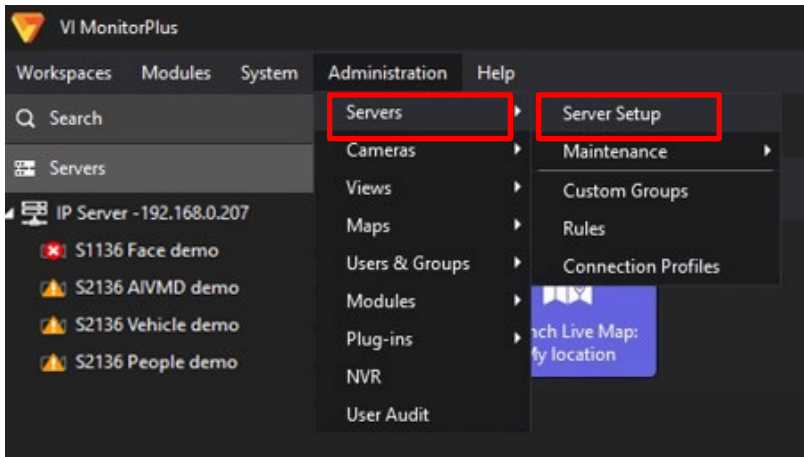 VI MonitorPlus
Workspaces Modules System Administration Help
Search
Servers
IP Server -192.168.0.207
S1136 Face demo
S2136 AIVMD demo
S2136 Vehicle demo
S2136 People demo
Servers
Cameras
Views
Maps
Users & Groups
Modules
Plug-ins
NVR
User Audit
Server Setup
Maintenance
Custom Groups
Rules
Connection Profiles
nch Live Map:
My location